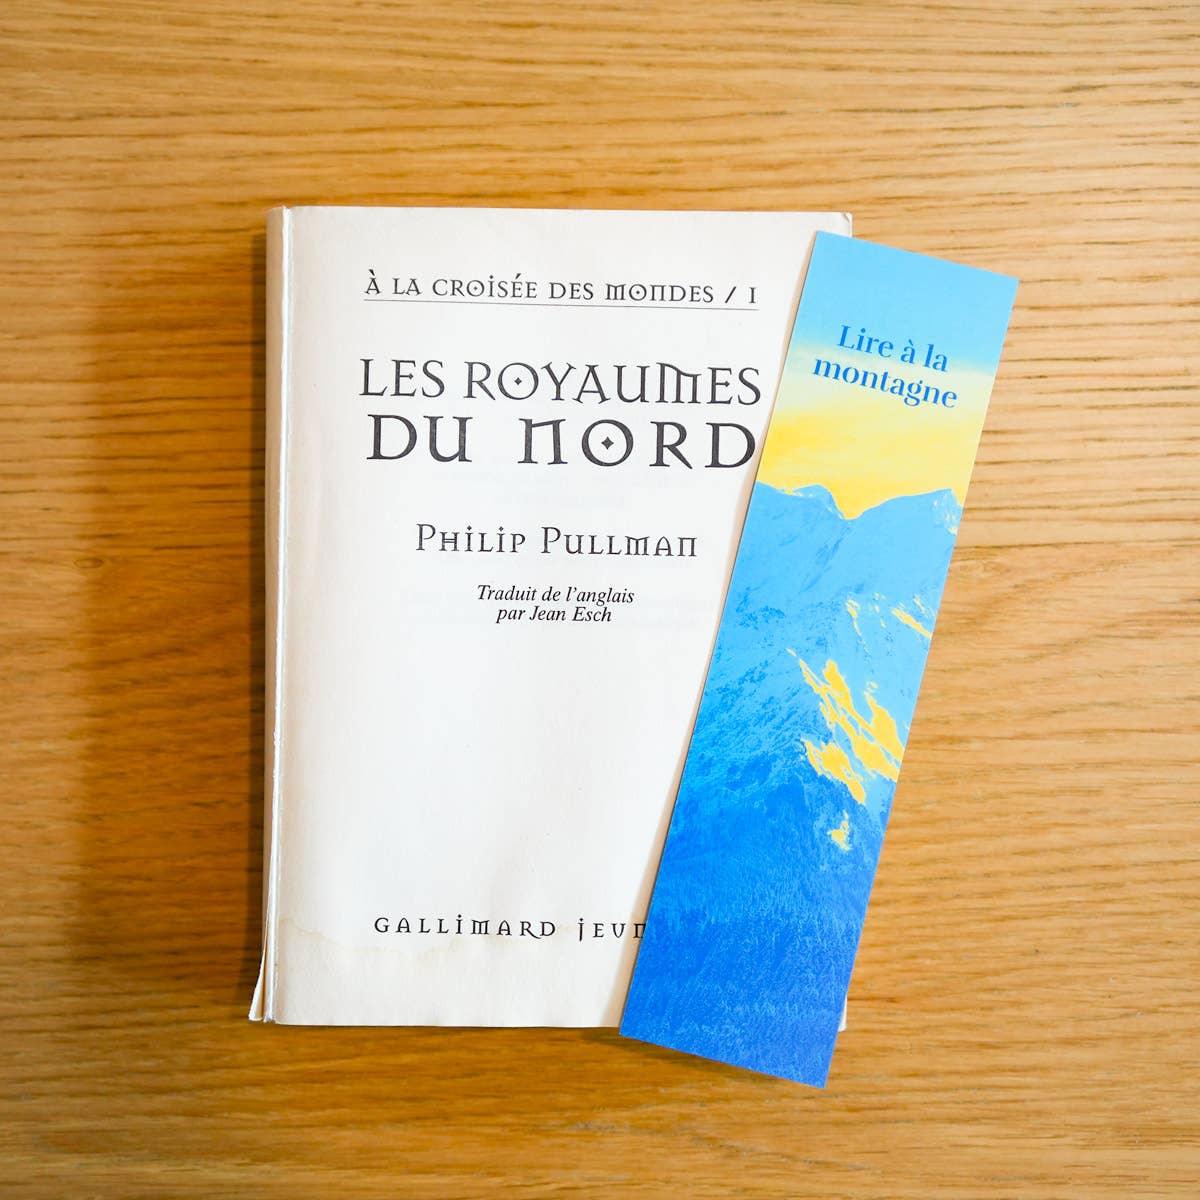 À LA CROISÉE DES MONDES / I
LES ROYAUMES
DU NORD
PHILIP PULLMAN
Traduit de l'anglais
par Jean Esch
GALLIMARD
Lire à la
montagne